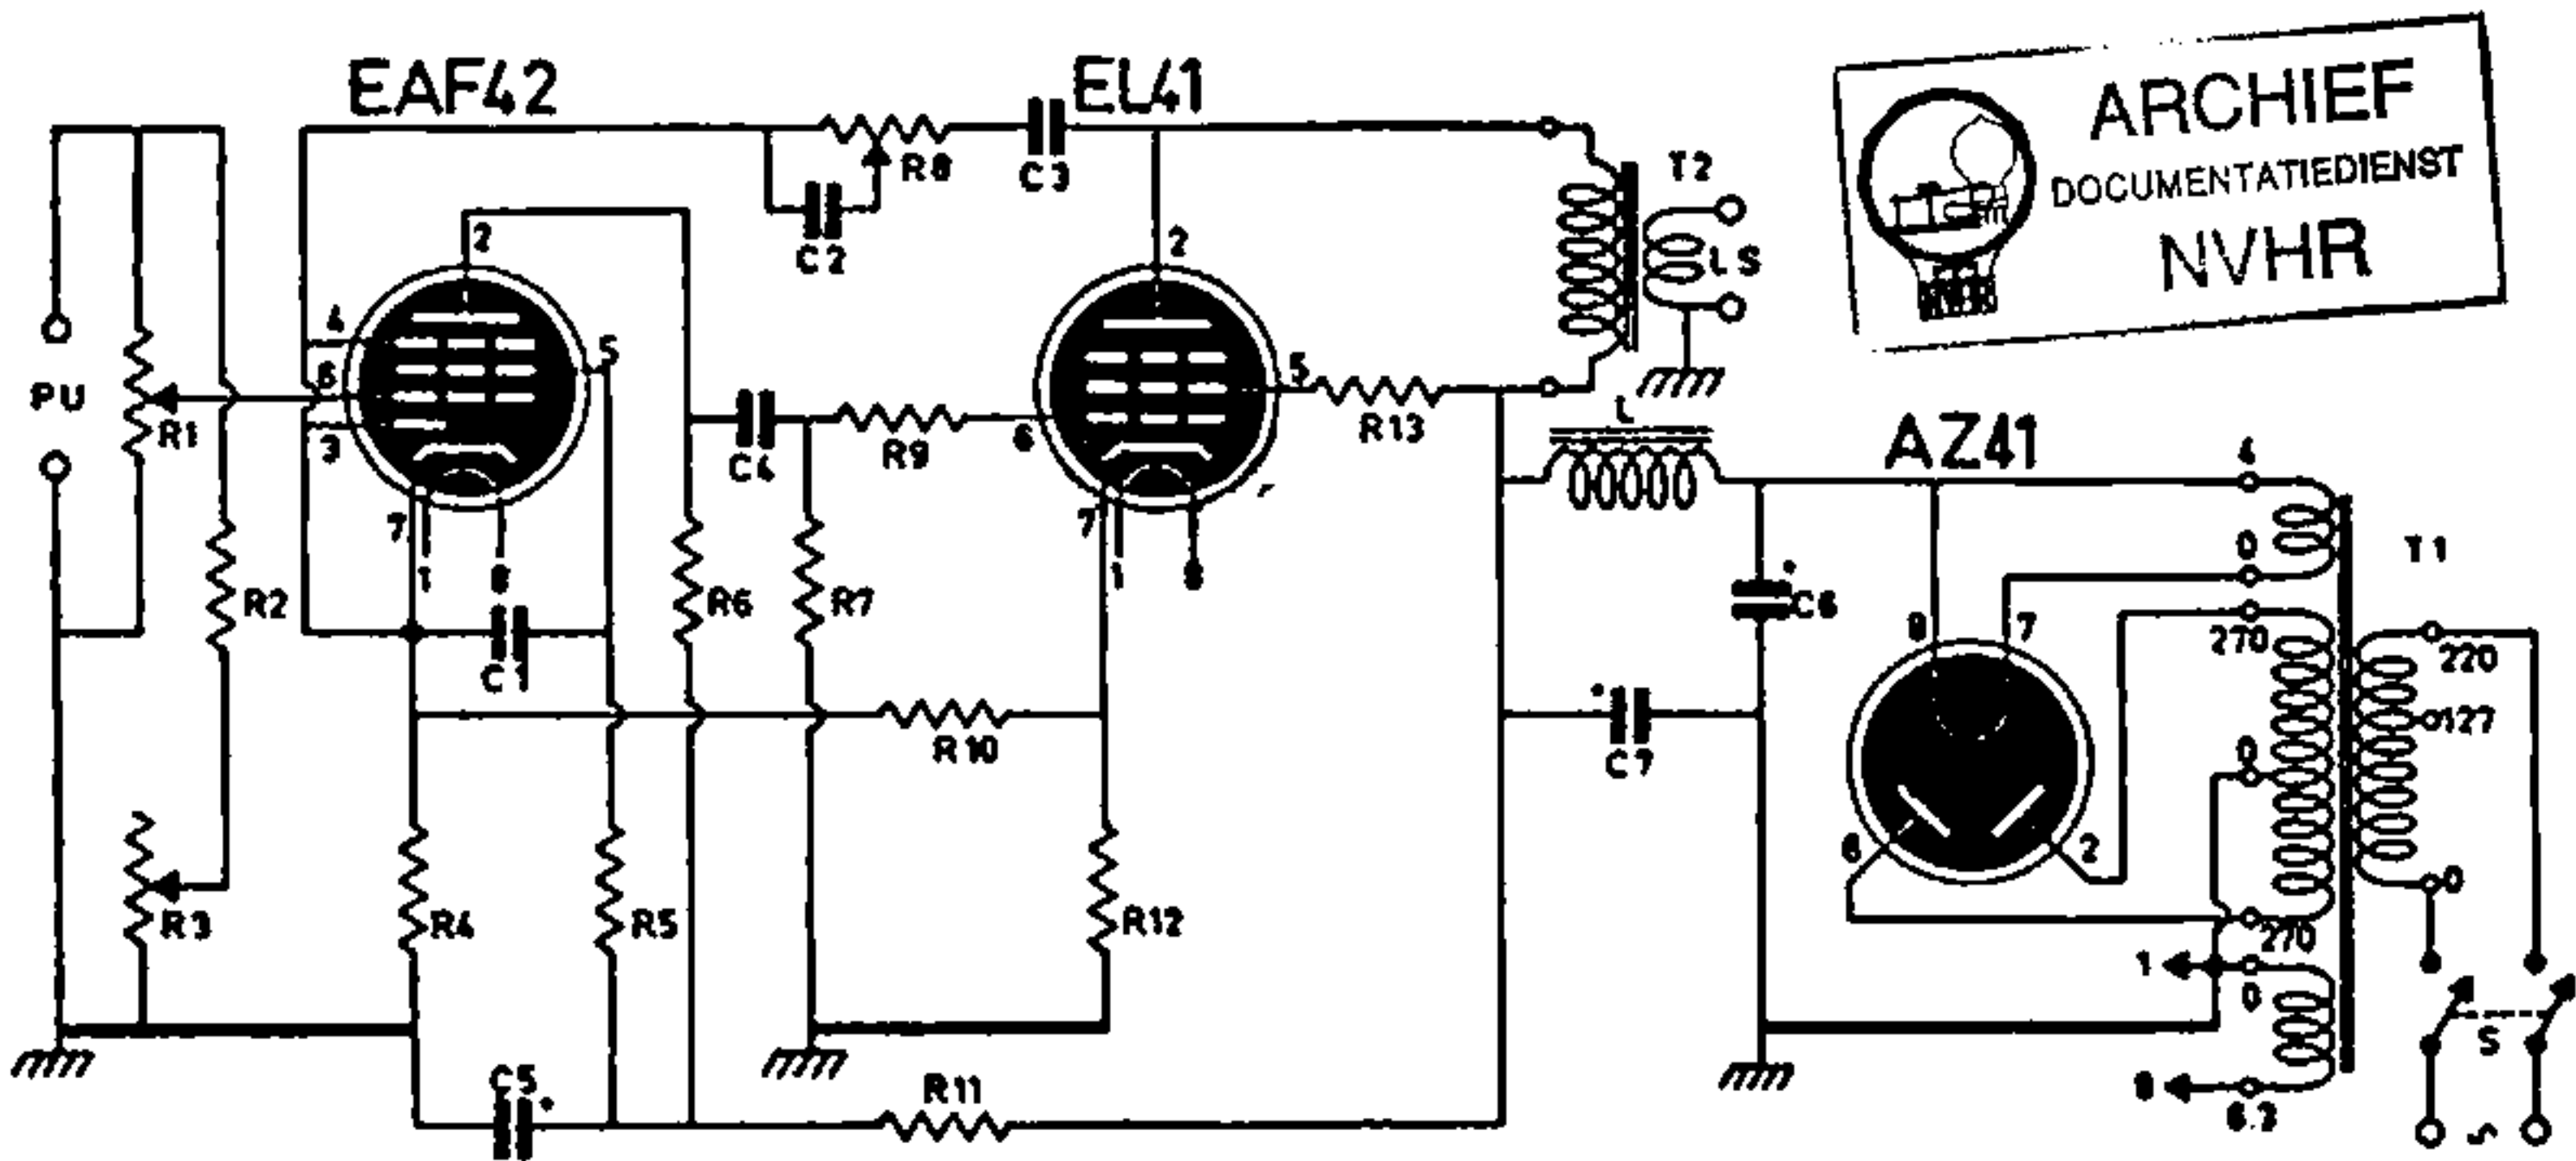 EAF42
EL41
ARCHIEF
DOCUMENTATIEDIENST
NVHR
R8
C3
T2
C2
LS
2
2
4
5
6
PU
R1
3
5
R13
L
AZ41
4
C4
R9
6
7
1
8
7
1
8
0
T1
R2
R6
R7
C6
8
7
270
220
C1
127
R10
C7
0
6
2
0
R3
R4
R5
R12
270
1
0
S
C5
R11
8
6.3